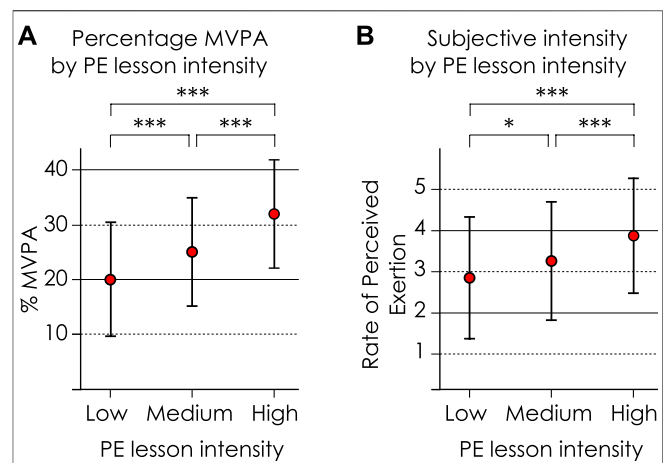 A
Percentage MVPA
by PE lesson intensity
***
***
***
40
30
20
10
% MVPA
Low
Medium
High
PE lesson intensity
B
Subjective intensity
by PE lesson intensity
***
*
***
5
4
3
2
1
Rate of Perceived
Exertion
Low
Medium
High
PE lesson intensity